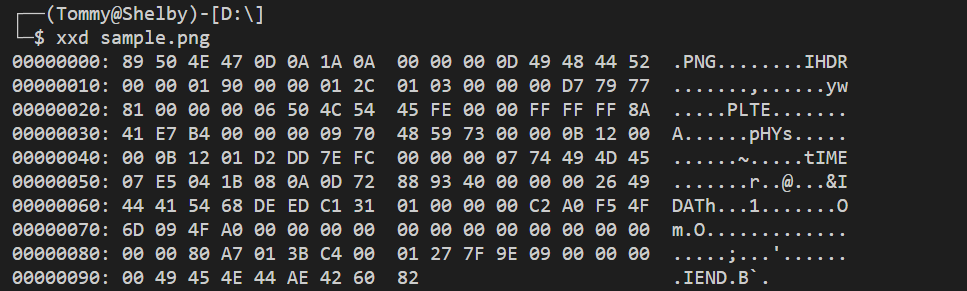 ┌──(Tommy@Shelby)-[D:\]
└─$ xxd sample.png
00000000: 89 50 4E 47 0D 0A 1A 0A  00 00 00 0D 49 48 44 52  .PNG........IHDR
00000010: 00 00 01 90 00 00 01 2C  01 03 00 00 00 D7 79 77  .......,......yw
00000020: 81 00 00 00 06 50 4C 54  45 FE 00 00 FF FF FF 8A  .....PLTE.......
00000030: 41 E7 B4 00 00 00 09 70  48 59 73 00 00 0B 12 00  A......pHYs.....
00000040: 00 0B 12 01 D2 DD 7E FC  00 00 00 07 74 49 4D 45  ......~.....tIME
00000050: 07 E5 04 1B 08 0A 0D 72  88 93 40 00 00 00 26 49  .......r..@...&I
00000060: 44 41 54 68 DE ED C1 31  01 00 00 00 C2 A0 F5 4F  DATh...1.......O
00000070: 6D 09 4F A0 00 00 00 00  00 00 00 00 00 00 00 00  m.O.............
00000080: 00 00 80 A7 01 3B C4 00  01 27 7F 9E 09 00 00 00  .....;...'......
00000090: 00 49 45 4E 44 AE 42 60  82  .IEND.B`.